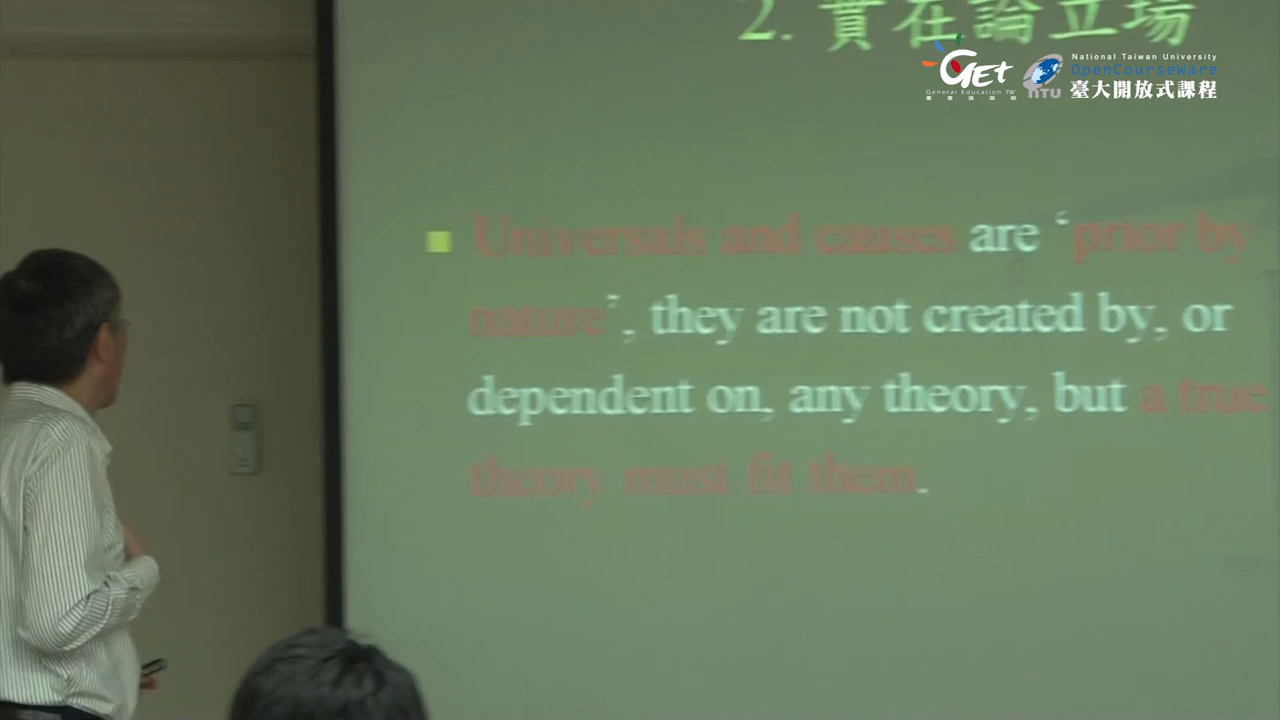 2. 實在論立場
GET
General Education TW
NTU
National Taiwan University
OpenCourseWare
臺大開放式課程
Universals and causes are ‘prior by
nature’, they are not created by, or
dependent on, any theory, but a true
theory must fit them.